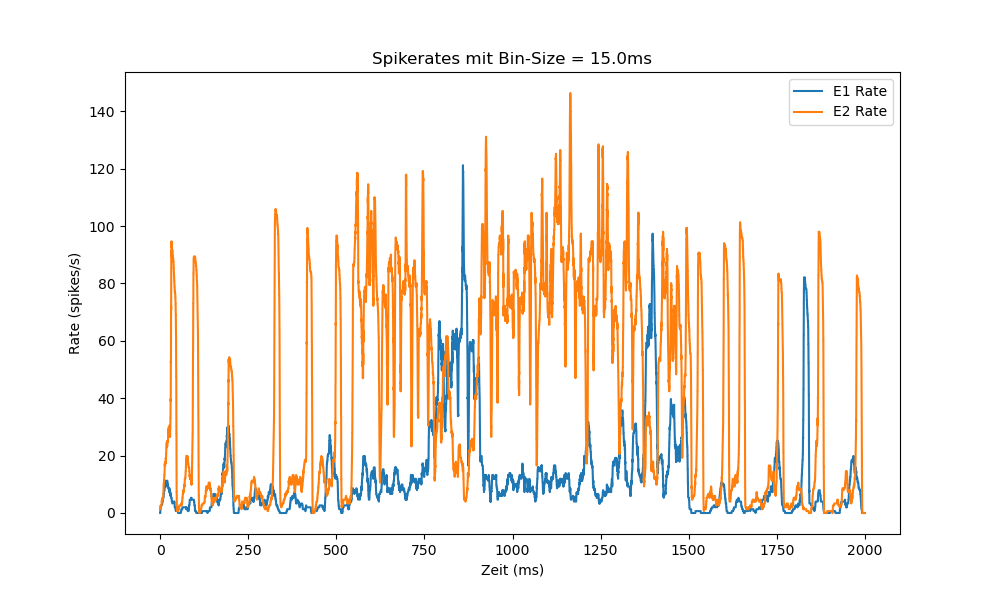 Spikerates mit Bin-Size = 15.0ms
E1 Rate
E2 Rate
140
120
100
80
60
40
20
0
Rate (spikes/s)
0 250 500 750 1000 1250 1500 1750 2000
Zeit (ms)